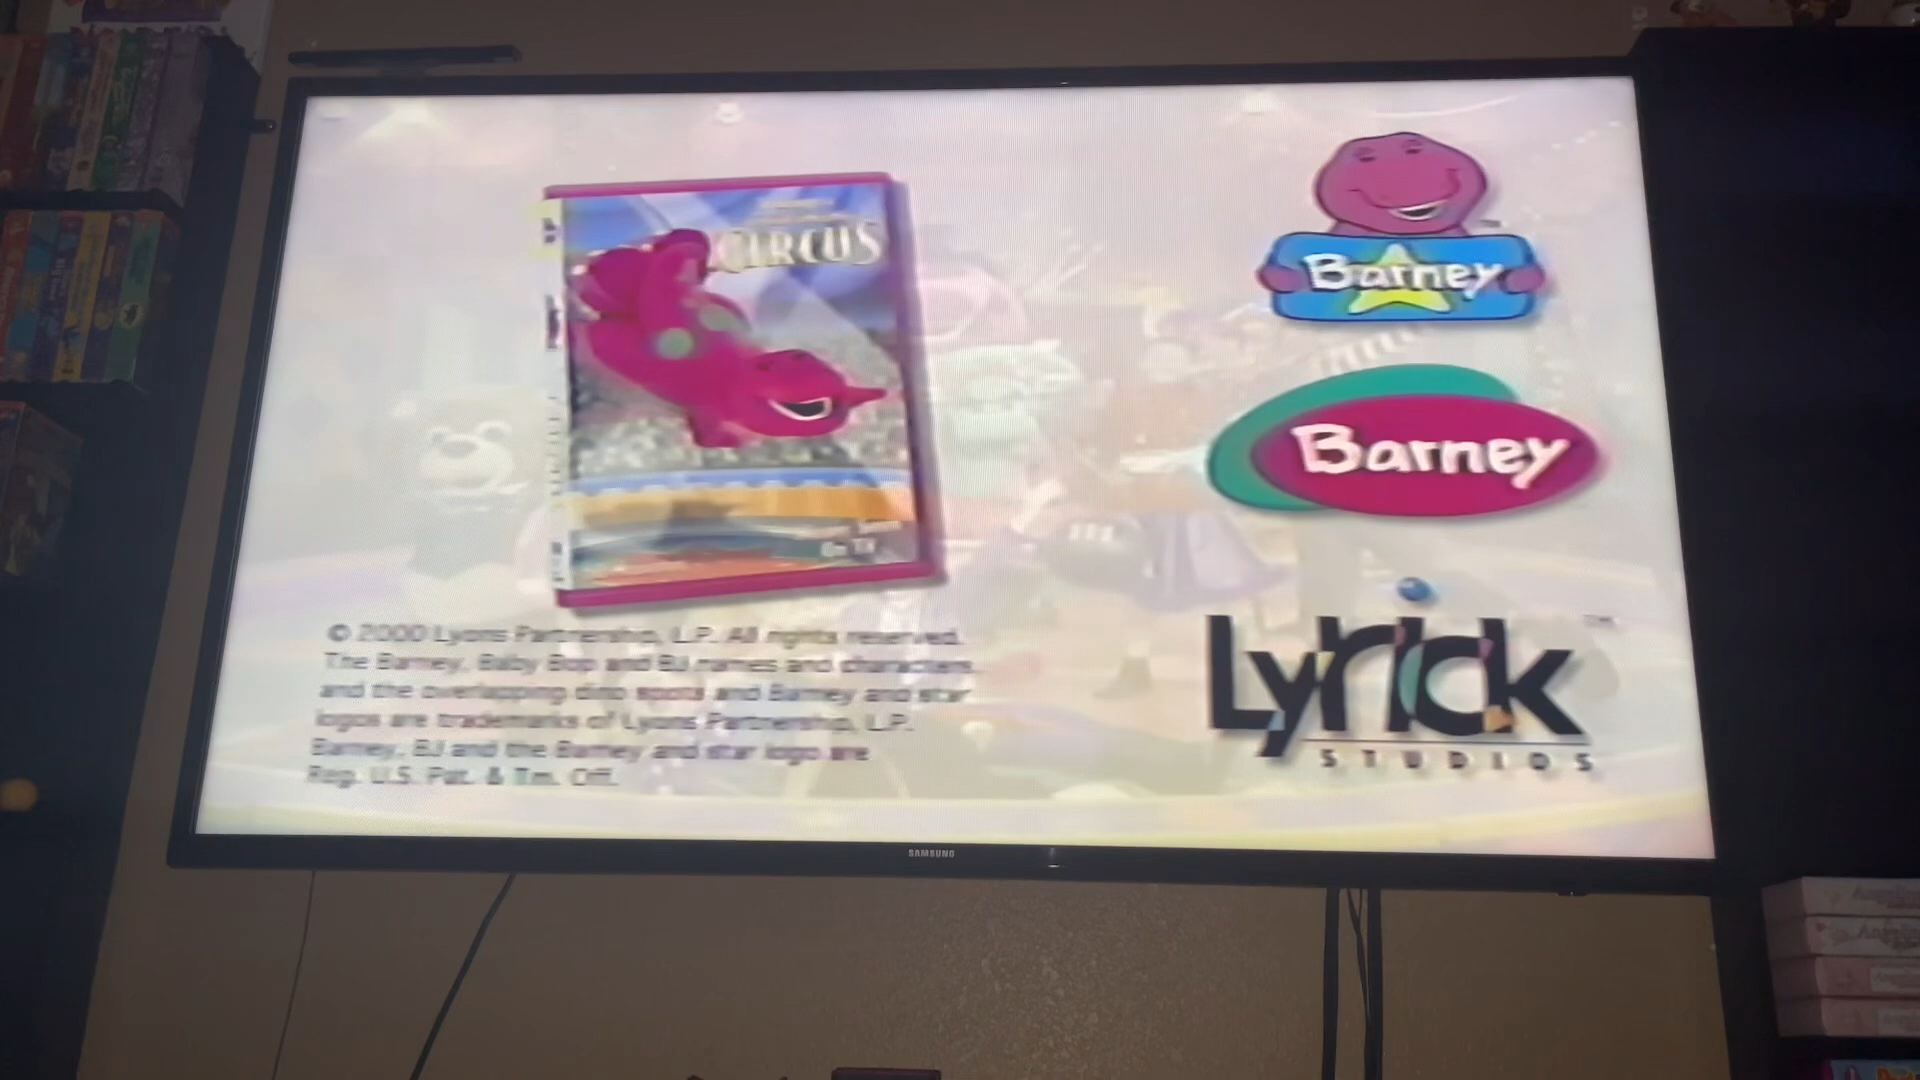 CIRCUS
Barney
TM
Barney
Lyrick
TM
STUDIOS
© 2000 Lyons Partnership, L.P. All rights reserved.
The Barney, Baby Bop and BJ names and characters
and the overlapping dino spots and Barney and star
logos are trademarks of Lyons Partnership, L.P.
Barney, BJ and the Barney and star logo are
Reg. U.S. Pat. & Tm. Off.
SAMSUNG